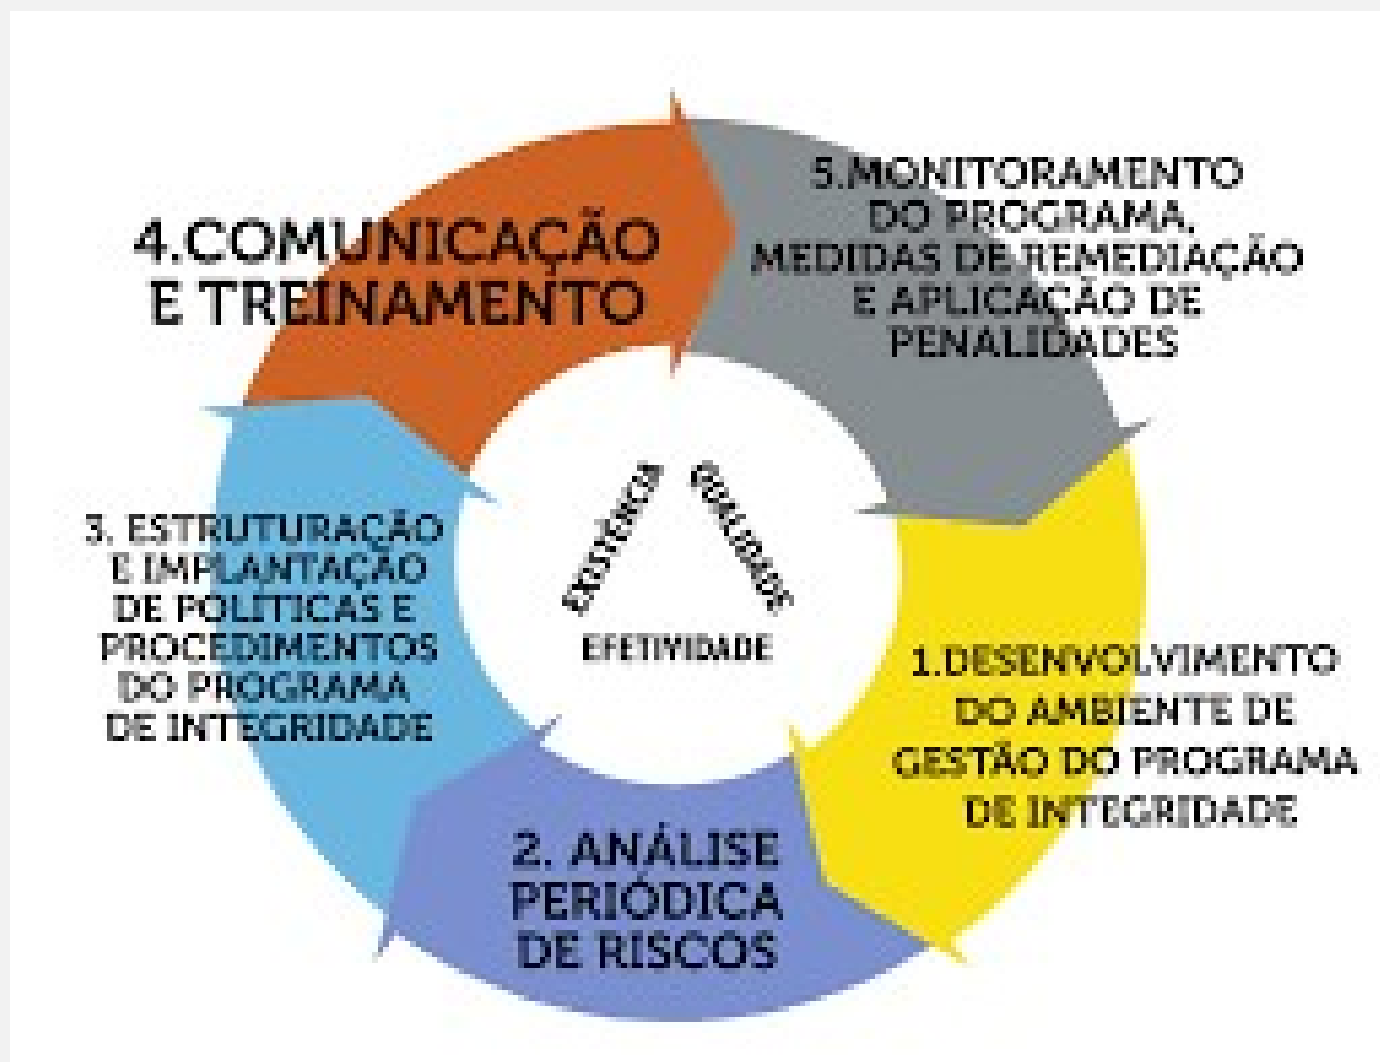 4.COMUNICAÇÃO
E TREINAMENTO
5.MONITORAMENTO
DO PROGRAMA,
MEDIDAS DE REMEDIAÇÃO
E APLICAÇÃO DE
PENALIDADES
EXISTÊNCIA
QUALIDADE
EFETIVIDADE
3. ESTRUTURAÇÃO
E IMPLANTAÇÃO
DE POLÍTICAS E
PROCEDIMENTOS
DO PROGRAMA
DE INTEGRIDADE
1.DESENVOLVIMENTO
DO AMBIENTE DE
GESTÃO DO PROGRAMA
DE INTEGRIDADE
2. ANÁLISE
PERIÓDICA
DE RISCOS